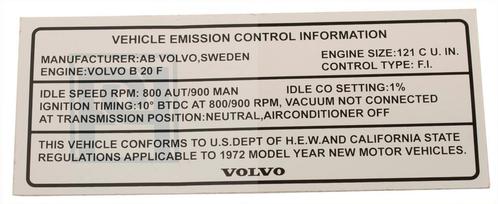 VEHICLE EMISSION CONTROL INFORMATION
MANUFACTURER:AB VOLVO,SWEDEN ENGINE SIZE:121 C U. IN.
ENGINE:VOLVO B 20 F CONTROL TYPE: F.I.
IDLE SPEED RPM: 800 AUT/900 MAN IDLE CO SETTING:1%
IGNITION TIMING:10° BTDC AT 800/900 RPM, VACUUM NOT CONNECTED
AT TRANSMISSION POSITION:NEUTRAL,AIRCONDITIONER OFF
THIS VEHICLE CONFORMS TO U.S.DEPT OF H.E.W.AND CALIFORNIA STATE
REGULATIONS APPLICABLE TO 1972 MODEL YEAR NEW MOTOR VEHICLES.
VOLVO